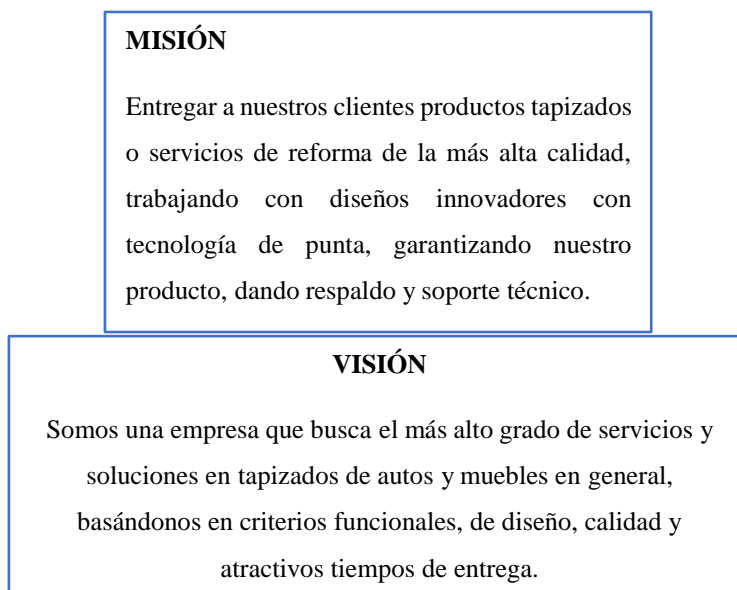 MISIÓN
Entregar a nuestros clientes productos tapizados
o servicios de reforma de la más alta calidad,
trabajando con diseños innovadores con
tecnología de punta, garantizando nuestro
producto, dando respaldo y soporte técnico.
VISIÓN
Somos una empresa que busca el más alto grado de servicios y
soluciones en tapizados de autos y muebles en general,
basándonos en criterios funcionales, de diseño, calidad y
atractivos tiempos de entrega.